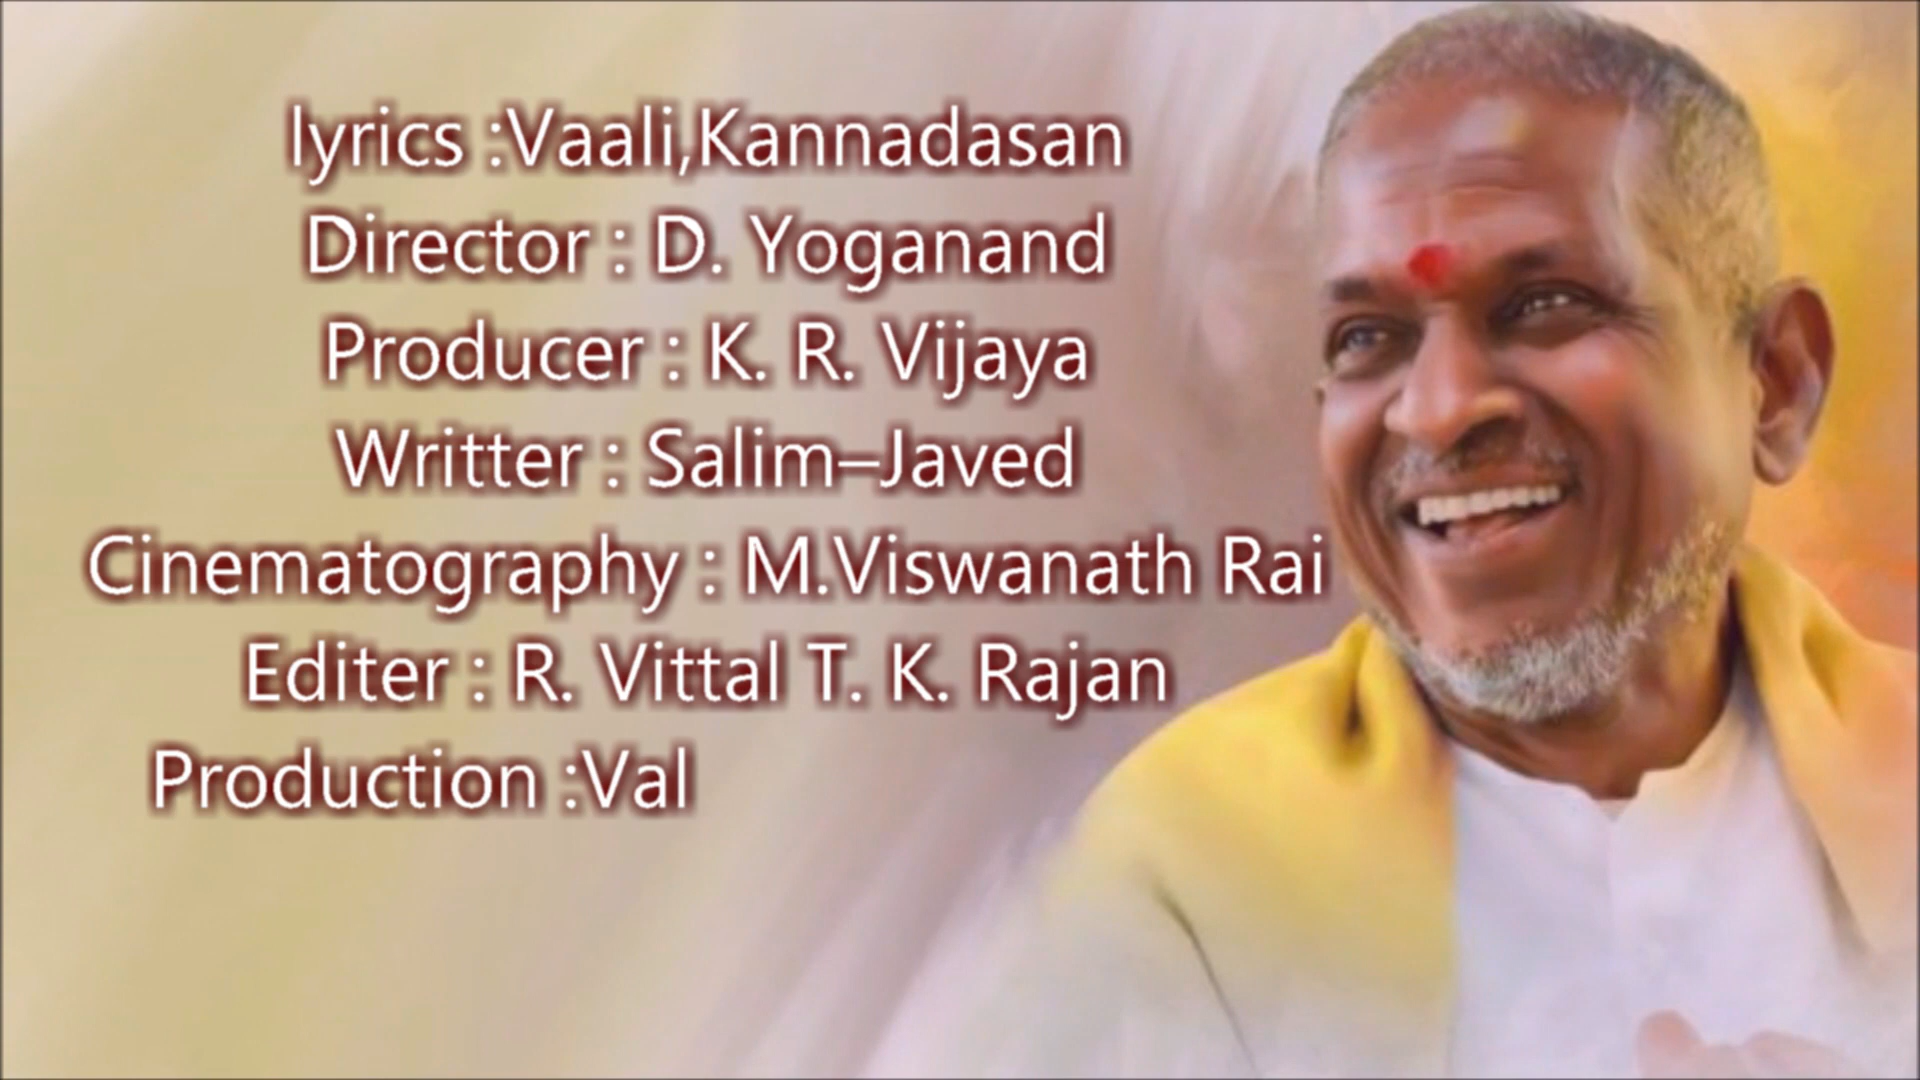 lyrics :Vaali,Kannadasan
Director : D. Yoganand
Producer : K. R. Vijaya
Writter : Salim–Javed
Cinematography : M.Viswanath Rai
Editer : R. Vittal T. K. Rajan
Production :Val